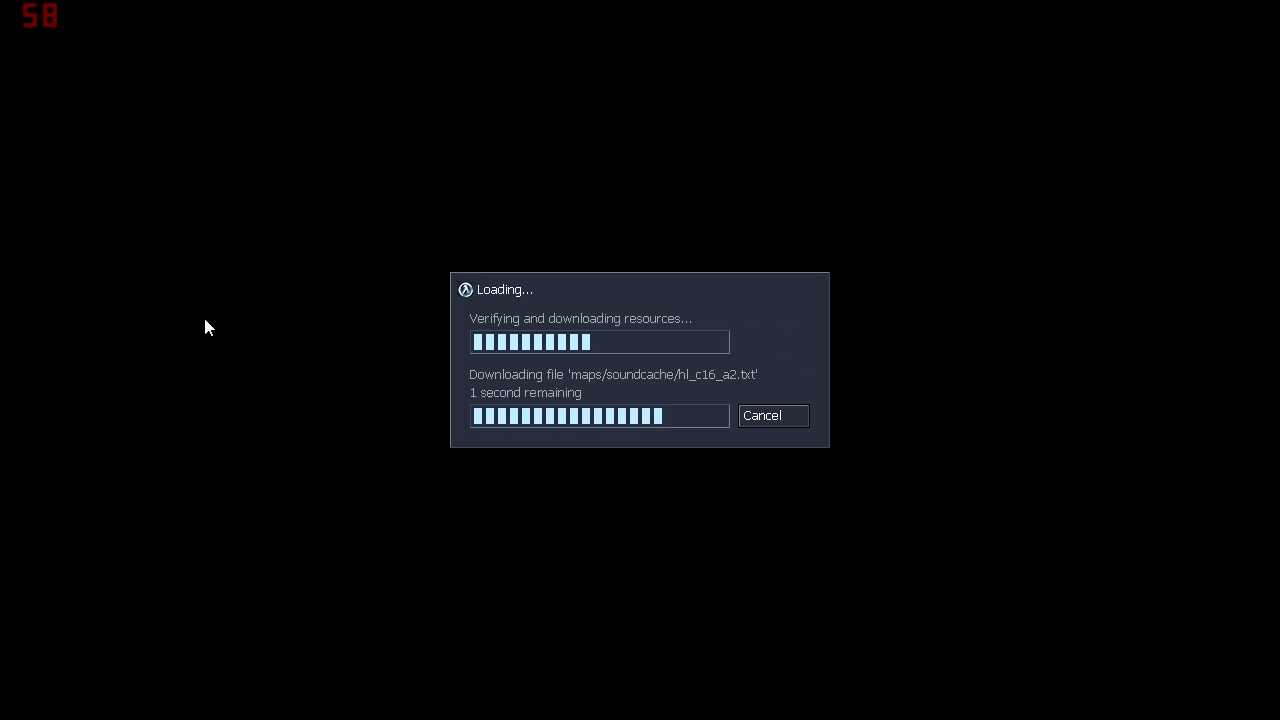 58
Loading...
Verifying and downloading resources...
Downloading file 'maps/soundcache/hl_c16_a2.txt'
1 second remaining
Cancel